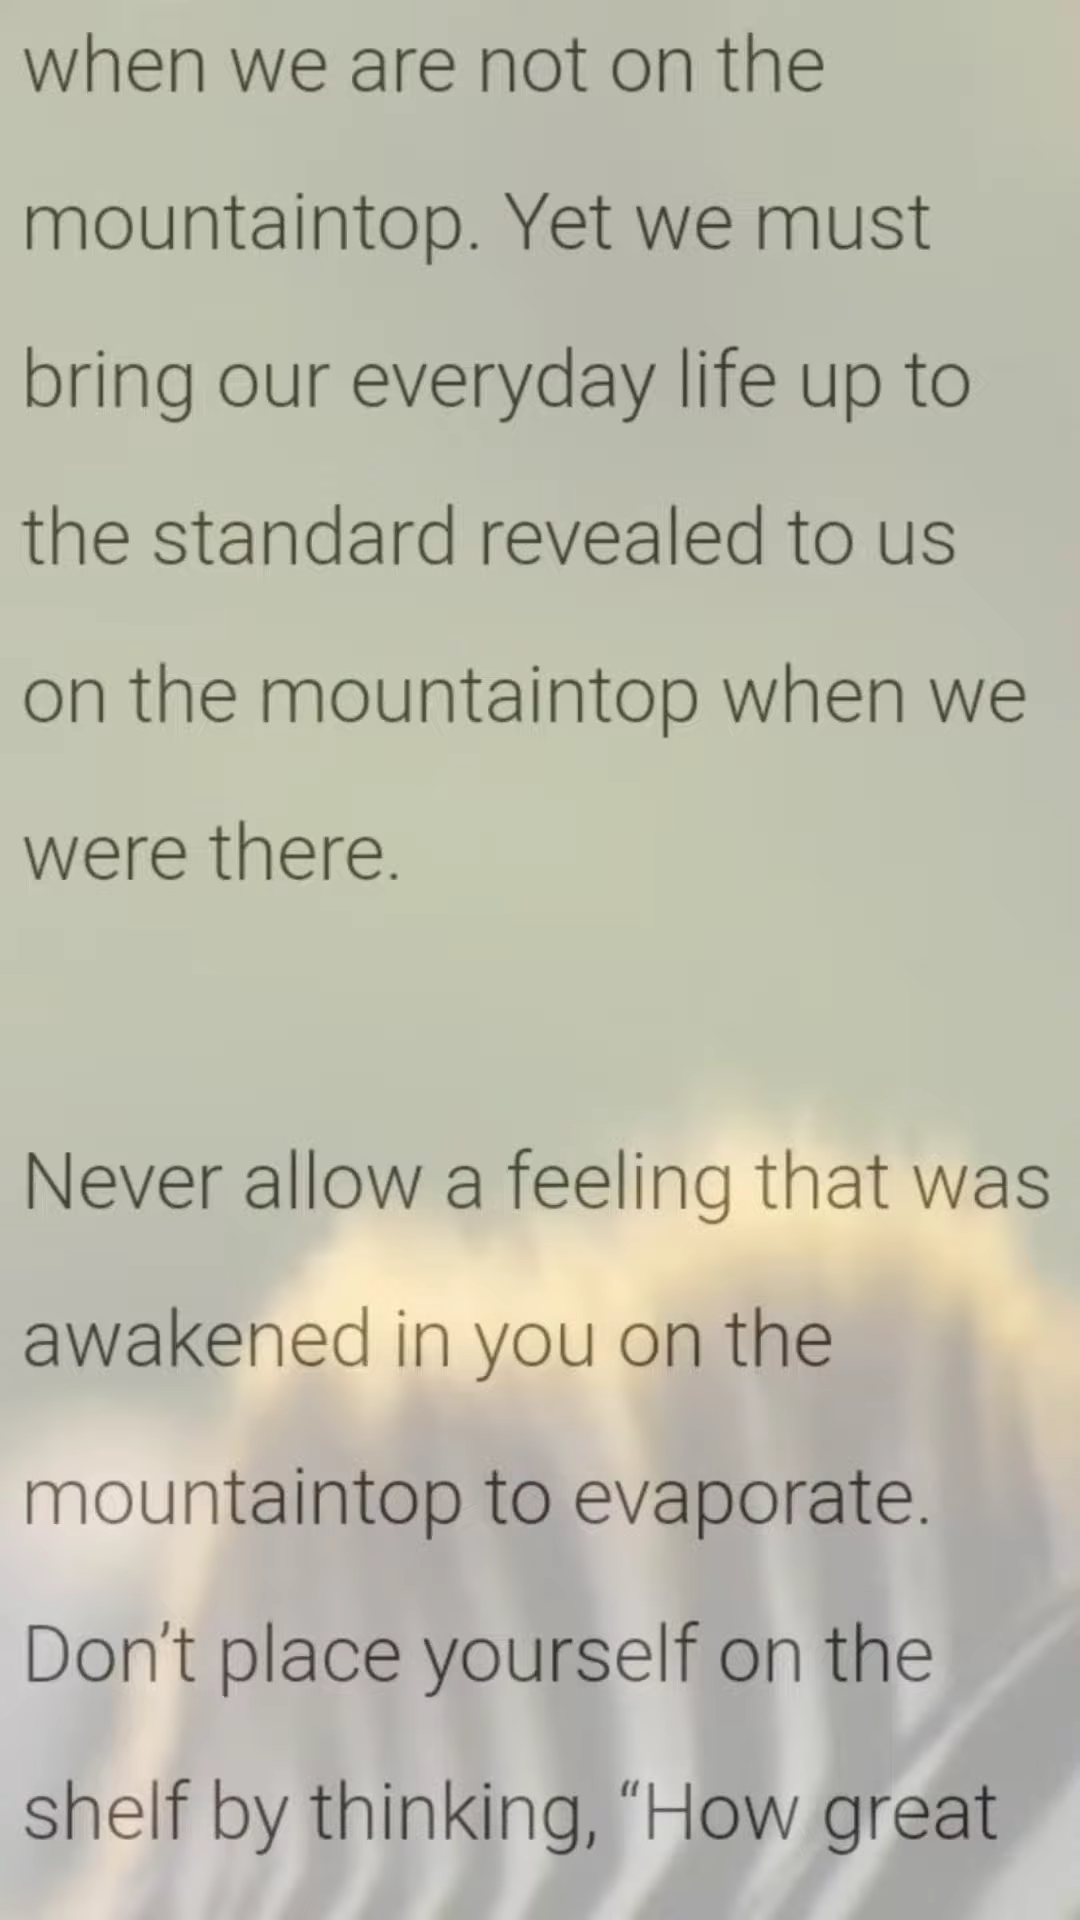 when we are not on the
mountaintop. Yet we must
bring our everyday life up to
the standard revealed to us
on the mountaintop when we
were there.
Never allow a feeling that was
awakened in you on the
mountaintop to evaporate.
Don’t place yourself on the
shelf by thinking, “How great